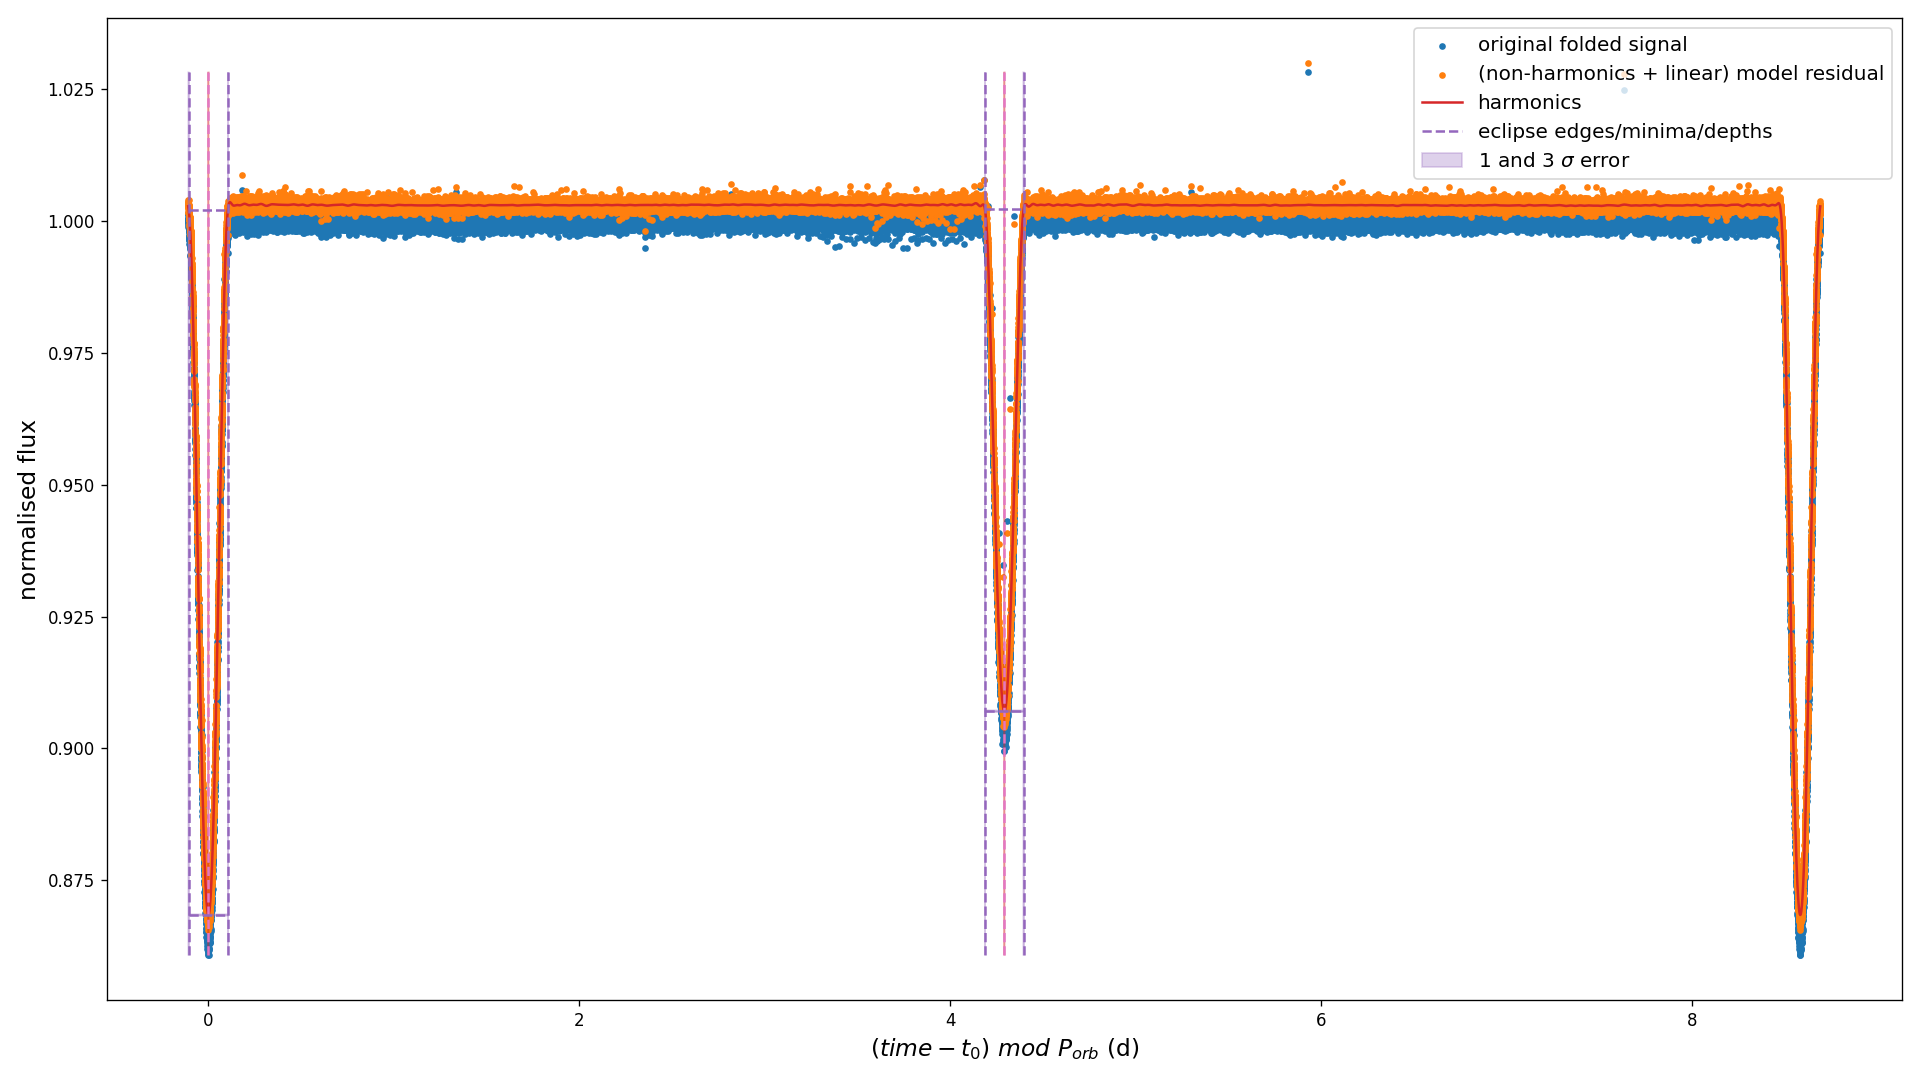 original folded signal
(non-harmonics + linear) model residual
harmonics
eclipse edges/minima/depths
1 and 3 σ error
1.025
1.000
0.975
0.950
0.925
0.900
0.875
normalised flux
0 2 4 6 8
(time − t₀) mod P_orb (d)